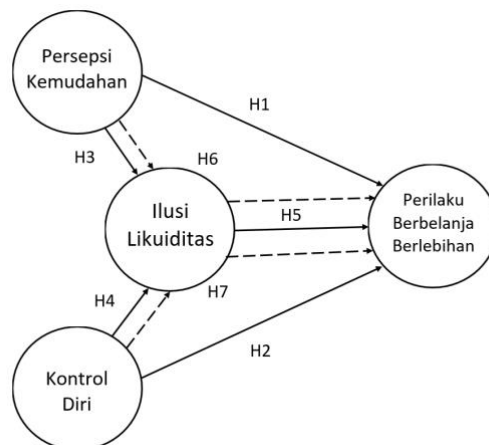 Persepsi
Kemudahan
H1
H3
H6
Ilusi
Likuiditas
H5
Perilaku
Berbelanja
Berlebihan
H4
H7
H2
Kontrol
Diri